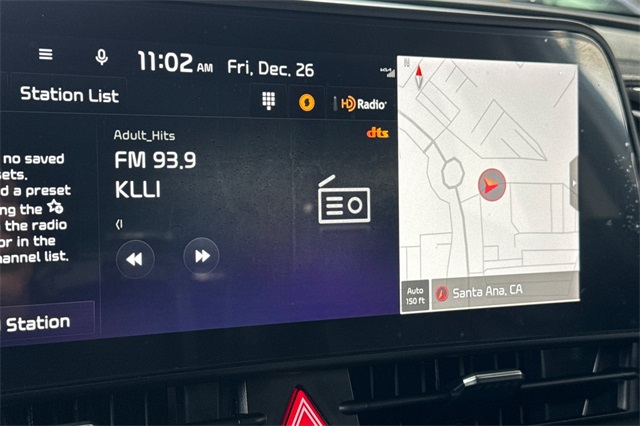 11:02 AM Fri, Dec. 26
Station List
HD Radio
Adult_Hits
dts
FM 93.9
KLLI
no saved
sets.
d a preset
ng the
the radio
or in the
hannel list.
Station
N
Auto
150 ft
Santa Ana, CA